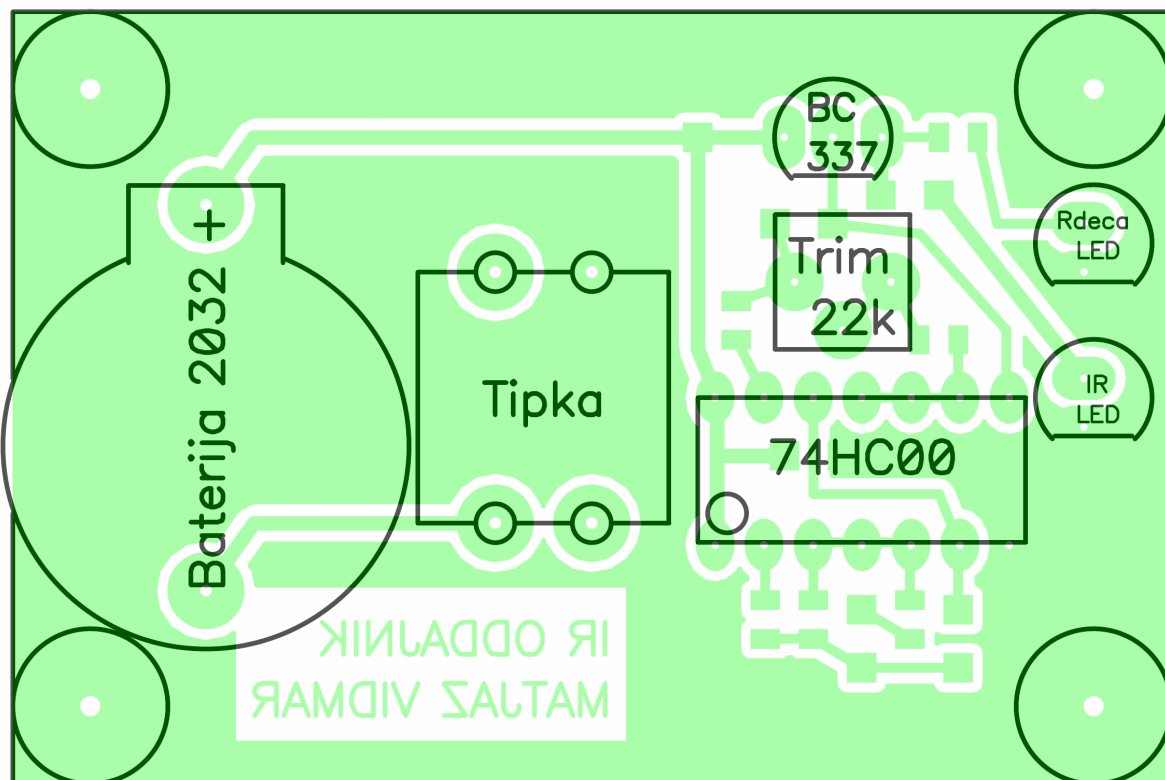 BC
337
Rdeca
LED
+
Trim
22k
Baterija 2032
Tipka
IR
LED
74HC00
IR ODDAJNIK
MATJAZ VIDMAR